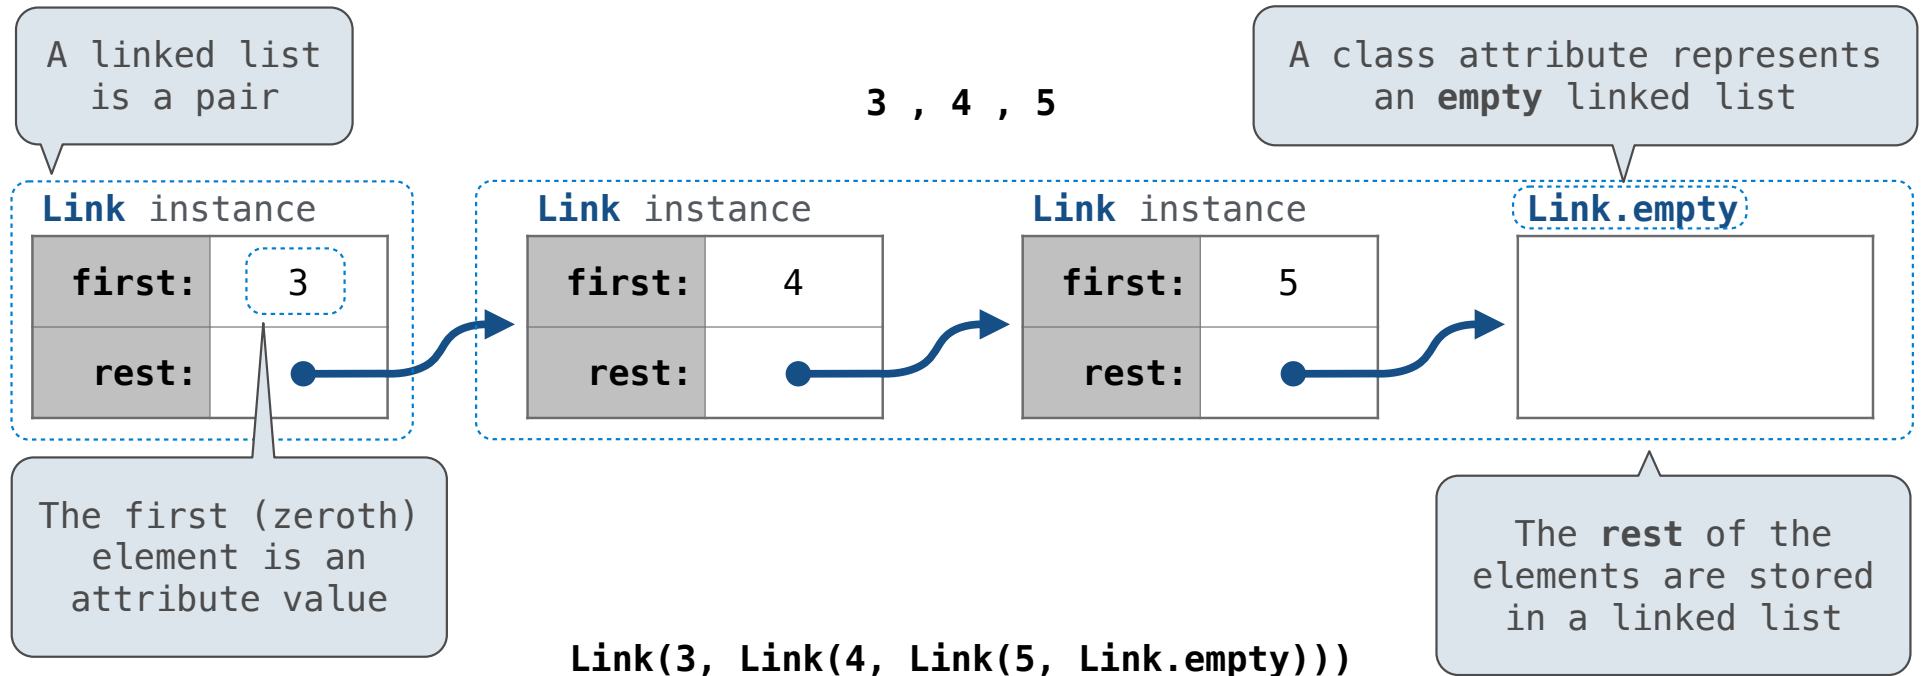 A linked list
is a pair
3 , 4 , 5
A class attribute represents
an empty linked list
Link instance
first: 3
rest:
Link instance
first: 4
rest:
Link instance
first: 5
rest:
Link.empty
The first (zeroth)
element is an
attribute value
The rest of the
elements are stored
in a linked list
Link(3, Link(4, Link(5, Link.empty)))